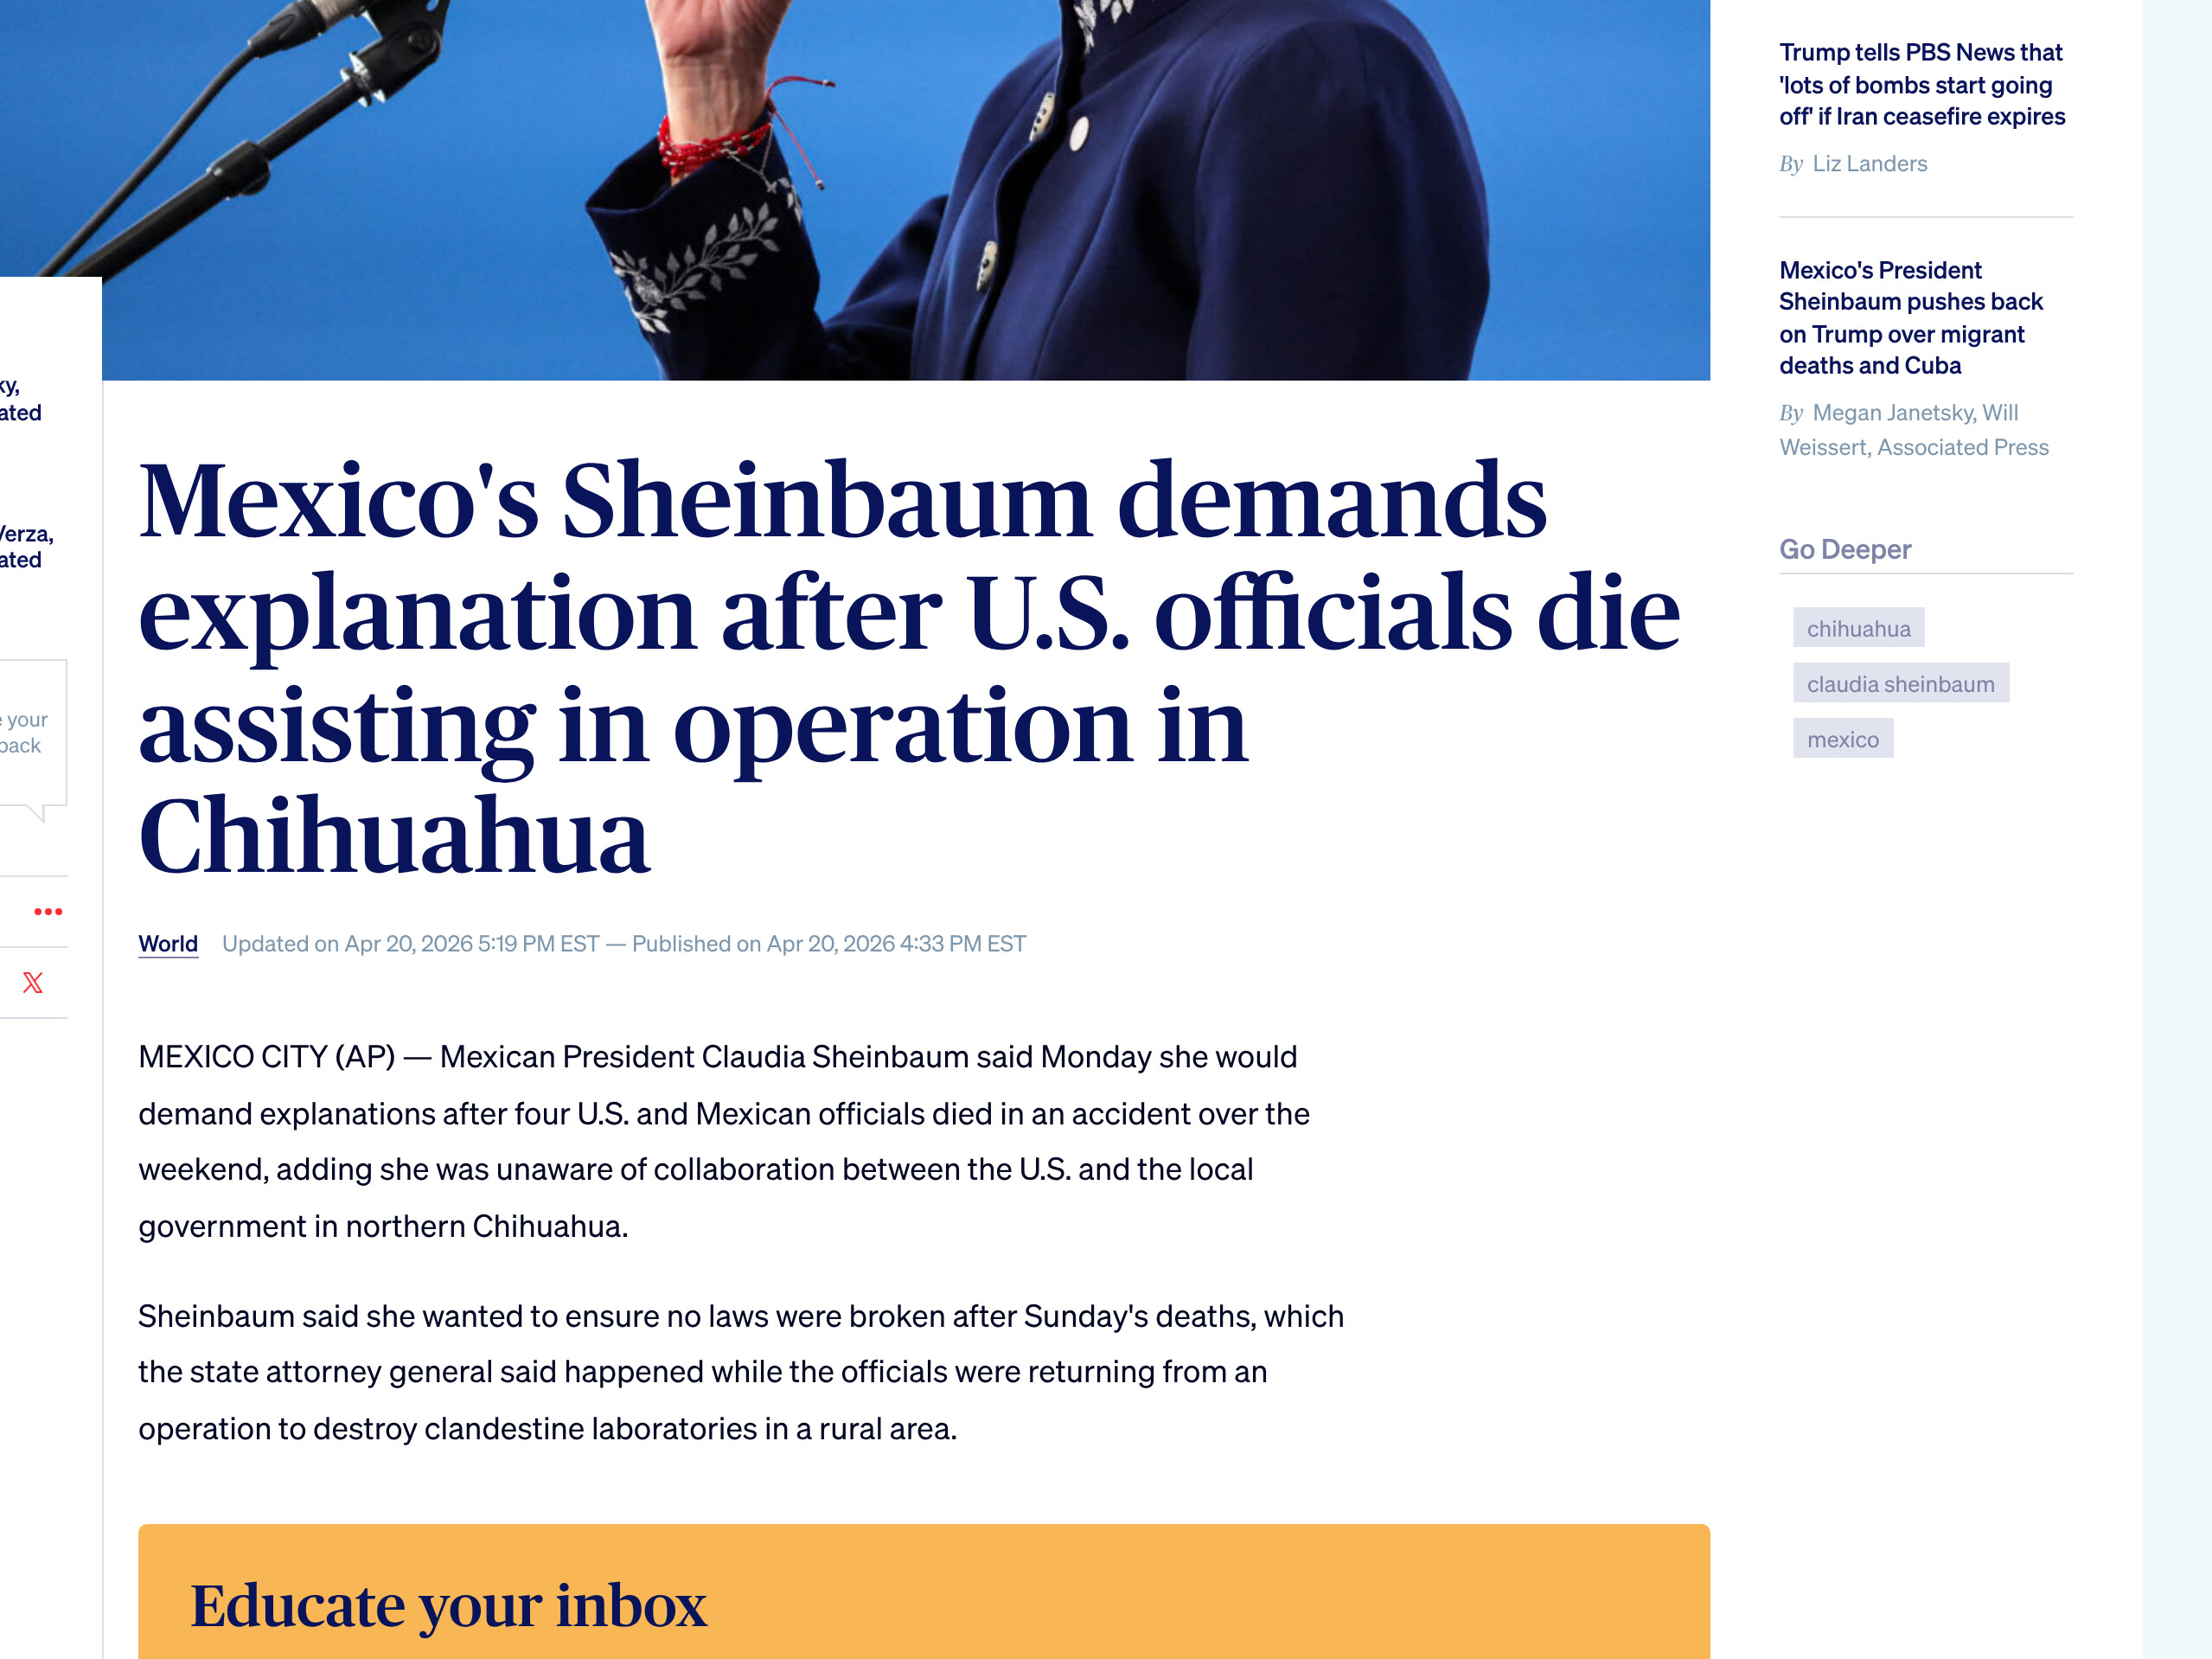 Trump tells PBS News that
'lots of bombs start going
off' if Iran ceasefire expires
By Liz Landers
Mexico's President
Sheinbaum pushes back
on Trump over migrant
deaths and Cuba
By Megan Janetsky, Will
Weissert, Associated Press
Go Deeper
chihuahua
claudia sheinbaum
mexico
ky,
ated
Verza,
ated
your
back
Mexico's Sheinbaum demands
explanation after U.S. officials die
assisting in operation in
Chihuahua
World Updated on Apr 20, 2026 5:19 PM EST — Published on Apr 20, 2026 4:33 PM EST
MEXICO CITY (AP) — Mexican President Claudia Sheinbaum said Monday she would
demand explanations after four U.S. and Mexican officials died in an accident over the
weekend, adding she was unaware of collaboration between the U.S. and the local
government in northern Chihuahua.
Sheinbaum said she wanted to ensure no laws were broken after Sunday's deaths, which
the state attorney general said happened while the officials were returning from an
operation to destroy clandestine laboratories in a rural area.
Educate your inbox